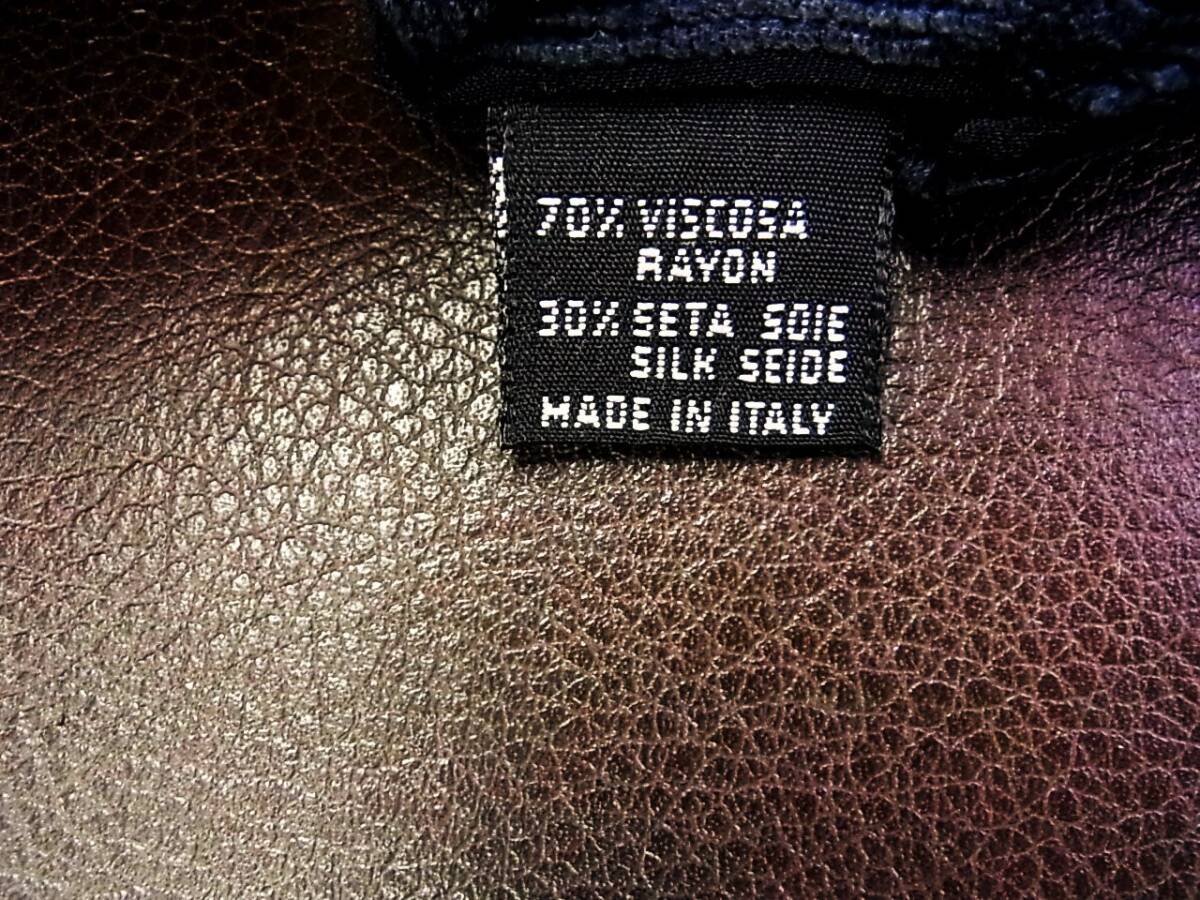 70% VISCOSA
RAYON
30% SETA SOIE
SILK SEIDE
MADE IN ITALY